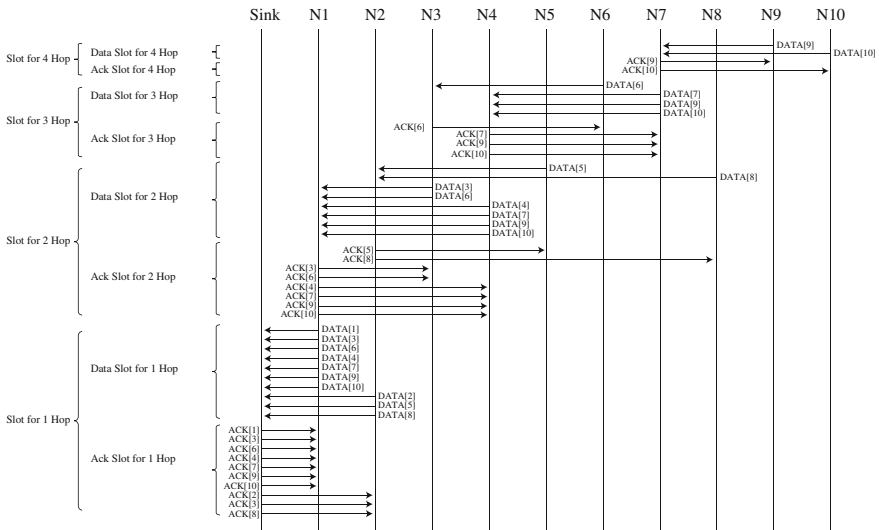 Sink N1 N2 N3 N4 N5 N6 N7 N8 N9 N10
Slot for 4 Hop
Data Slot for 4 Hop
DATA[9]
DATA[10]
Ack Slot for 4 Hop
ACK[9]
ACK[10]
Slot for 3 Hop
Data Slot for 3 Hop
DATA[6]
DATA[7]
DATA[9]
DATA[10]
Ack Slot for 3 Hop
ACK[6]
ACK[7]
ACK[9]
ACK[10]
Slot for 2 Hop
Data Slot for 2 Hop
DATA[5]
DATA[8]
DATA[3]
DATA[6]
DATA[4]
DATA[7]
DATA[9]
DATA[10]
Ack Slot for 2 Hop
ACK[5]
ACK[8]
ACK[3]
ACK[6]
ACK[4]
ACK[7]
ACK[9]
ACK[10]
Slot for 1 Hop
Data Slot for 1 Hop
DATA[1]
DATA[3]
DATA[6]
DATA[4]
DATA[7]
DATA[9]
DATA[10]
DATA[2]
DATA[5]
DATA[8]
Ack Slot for 1 Hop
ACK[1]
ACK[3]
ACK[6]
ACK[4]
ACK[7]
ACK[9]
ACK[10]
ACK[2]
ACK[3]
ACK[8]